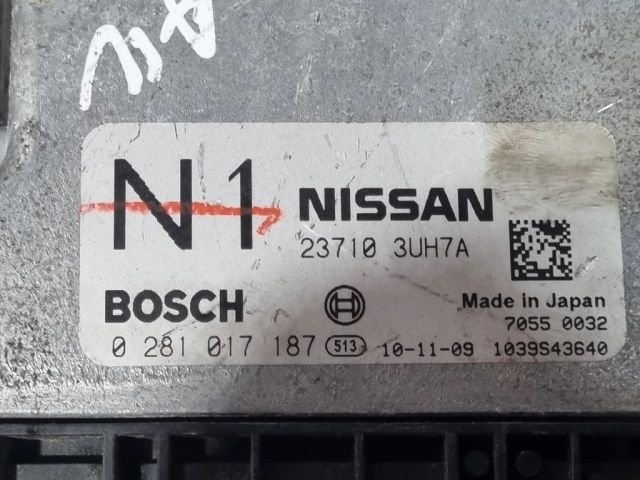 N1
NISSAN
23710 3UH7A
BOSCH
Made in Japan
7055 0032
0 281 017 187 513 10-11-09 1039S43640